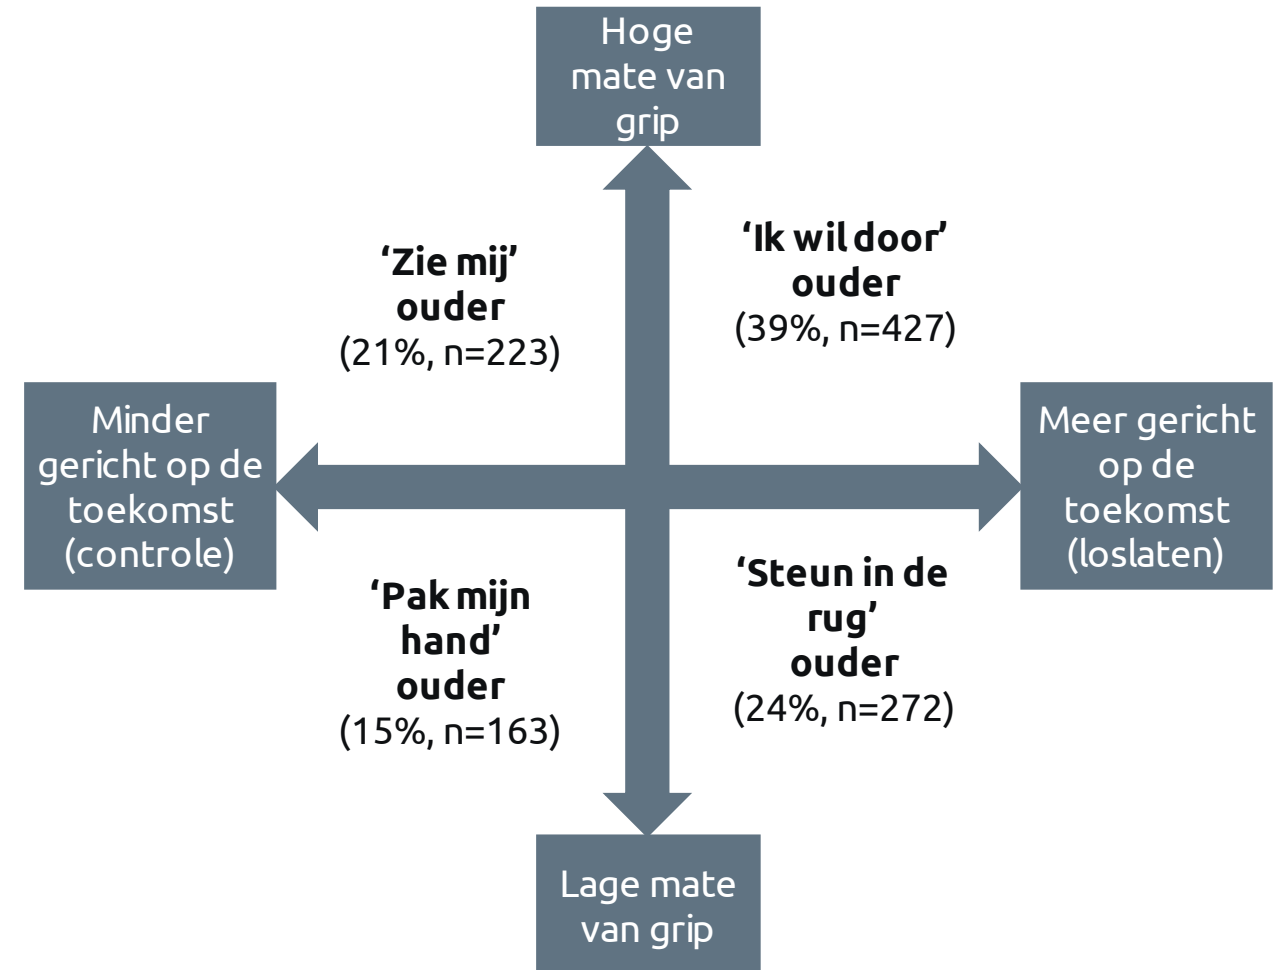 Hoge
mate van
grip
‘Zie mij’
ouder
(21%, n=223)
‘Ik wil door’
ouder
(39%, n=427)
Minder
gericht op de
toekomst
(controle)
Meer gericht
op de
toekomst
(loslaten)
‘Pak mijn
hand’
ouder
(15%, n=163)
‘Steun in de
rug’
ouder
(24%, n=272)
Lage mate
van grip